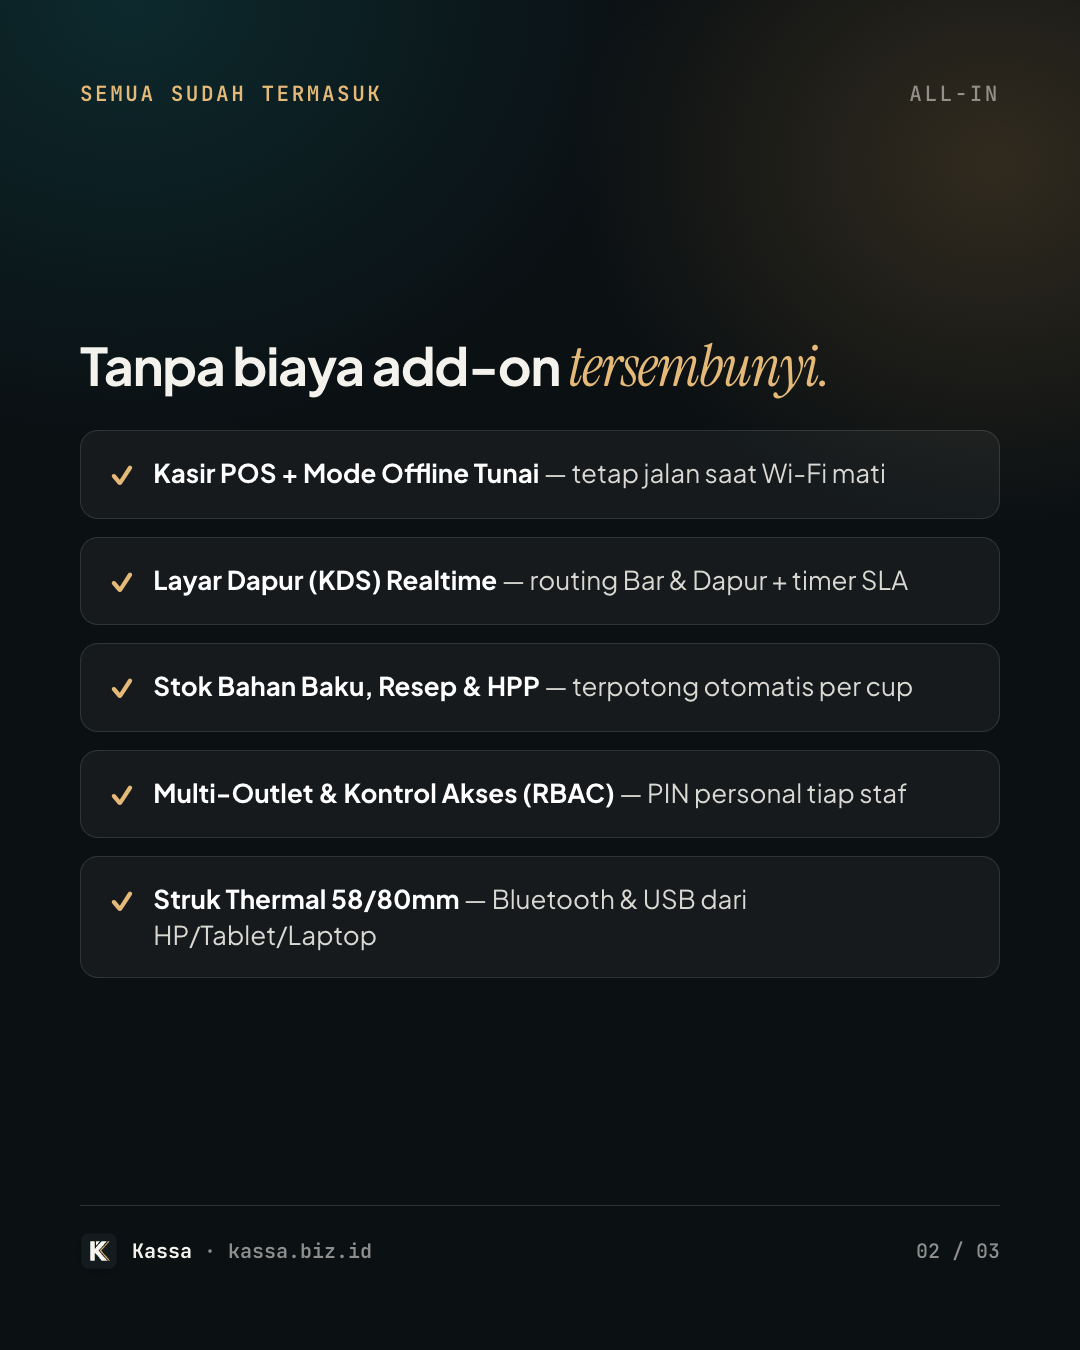 SEMUA SUDAH TERMASUK
ALL-IN
Tanpa biaya add-on tersembunyi.
Kasir POS + Mode Offline Tunai — tetap jalan saat Wi-Fi mati
Layar Dapur (KDS) Realtime — routing Bar & Dapur + timer SLA
Stok Bahan Baku, Resep & HPP — terpotong otomatis per cup
Multi-Outlet & Kontrol Akses (RBAC) — PIN personal tiap staf
Struk Thermal 58/80mm — Bluetooth & USB dari
HP/Tablet/Laptop
K Kassa · kassa.biz.id
02 / 03